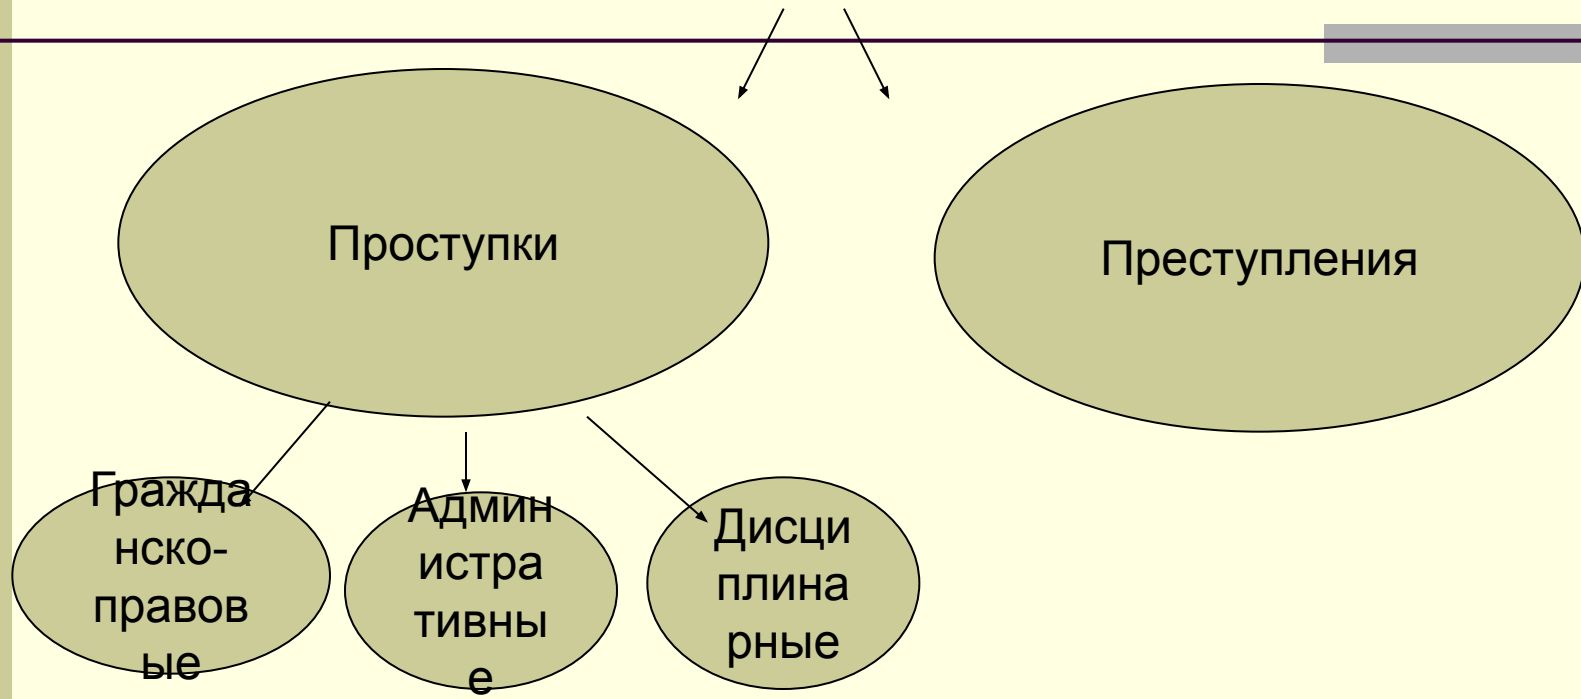 Проступки
Преступления
Гражда
нско-
правов
ые
Админ
истра
тивны
е
Дисци
плина
рные